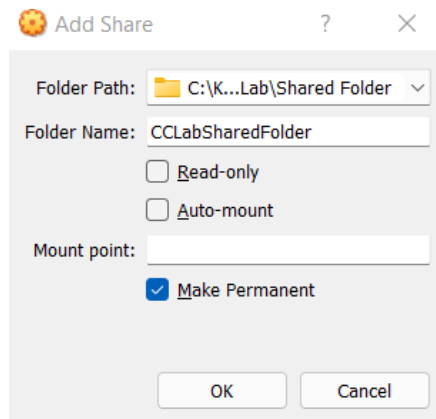 Add Share
Folder Path: C:\K...Lab\Shared Folder
Folder Name: CCLabSharedFolder
Read-only
Auto-mount
Mount point:
Make Permanent
OK Cancel